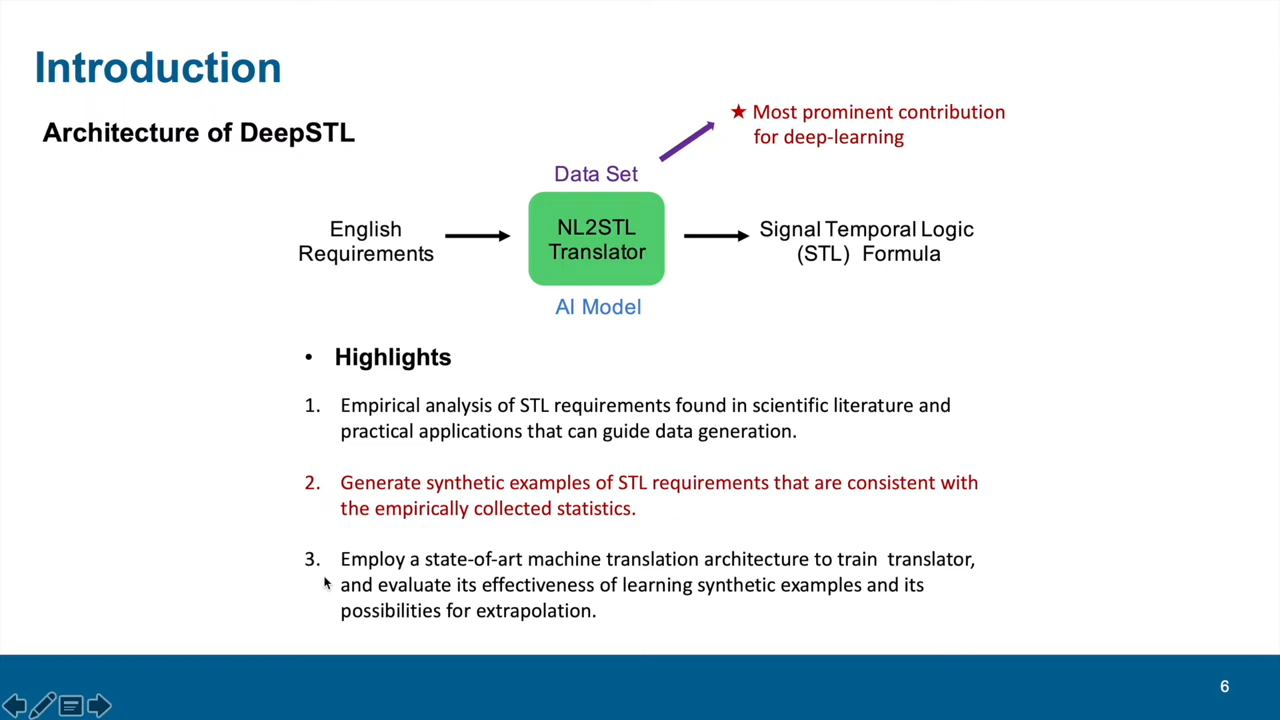 Introduction
Architecture of DeepSTL
★ Most prominent contribution
for deep-learning
Data Set
English
Requirements
NL2STL
Translator
Signal Temporal Logic
(STL) Formula
AI Model
• Highlights
1. Empirical analysis of STL requirements found in scientific literature and
practical applications that can guide data generation.
2. Generate synthetic examples of STL requirements that are consistent with
the empirically collected statistics.
3. Employ a state-of-art machine translation architecture to train translator,
and evaluate its effectiveness of learning synthetic examples and its
possibilities for extrapolation.
6